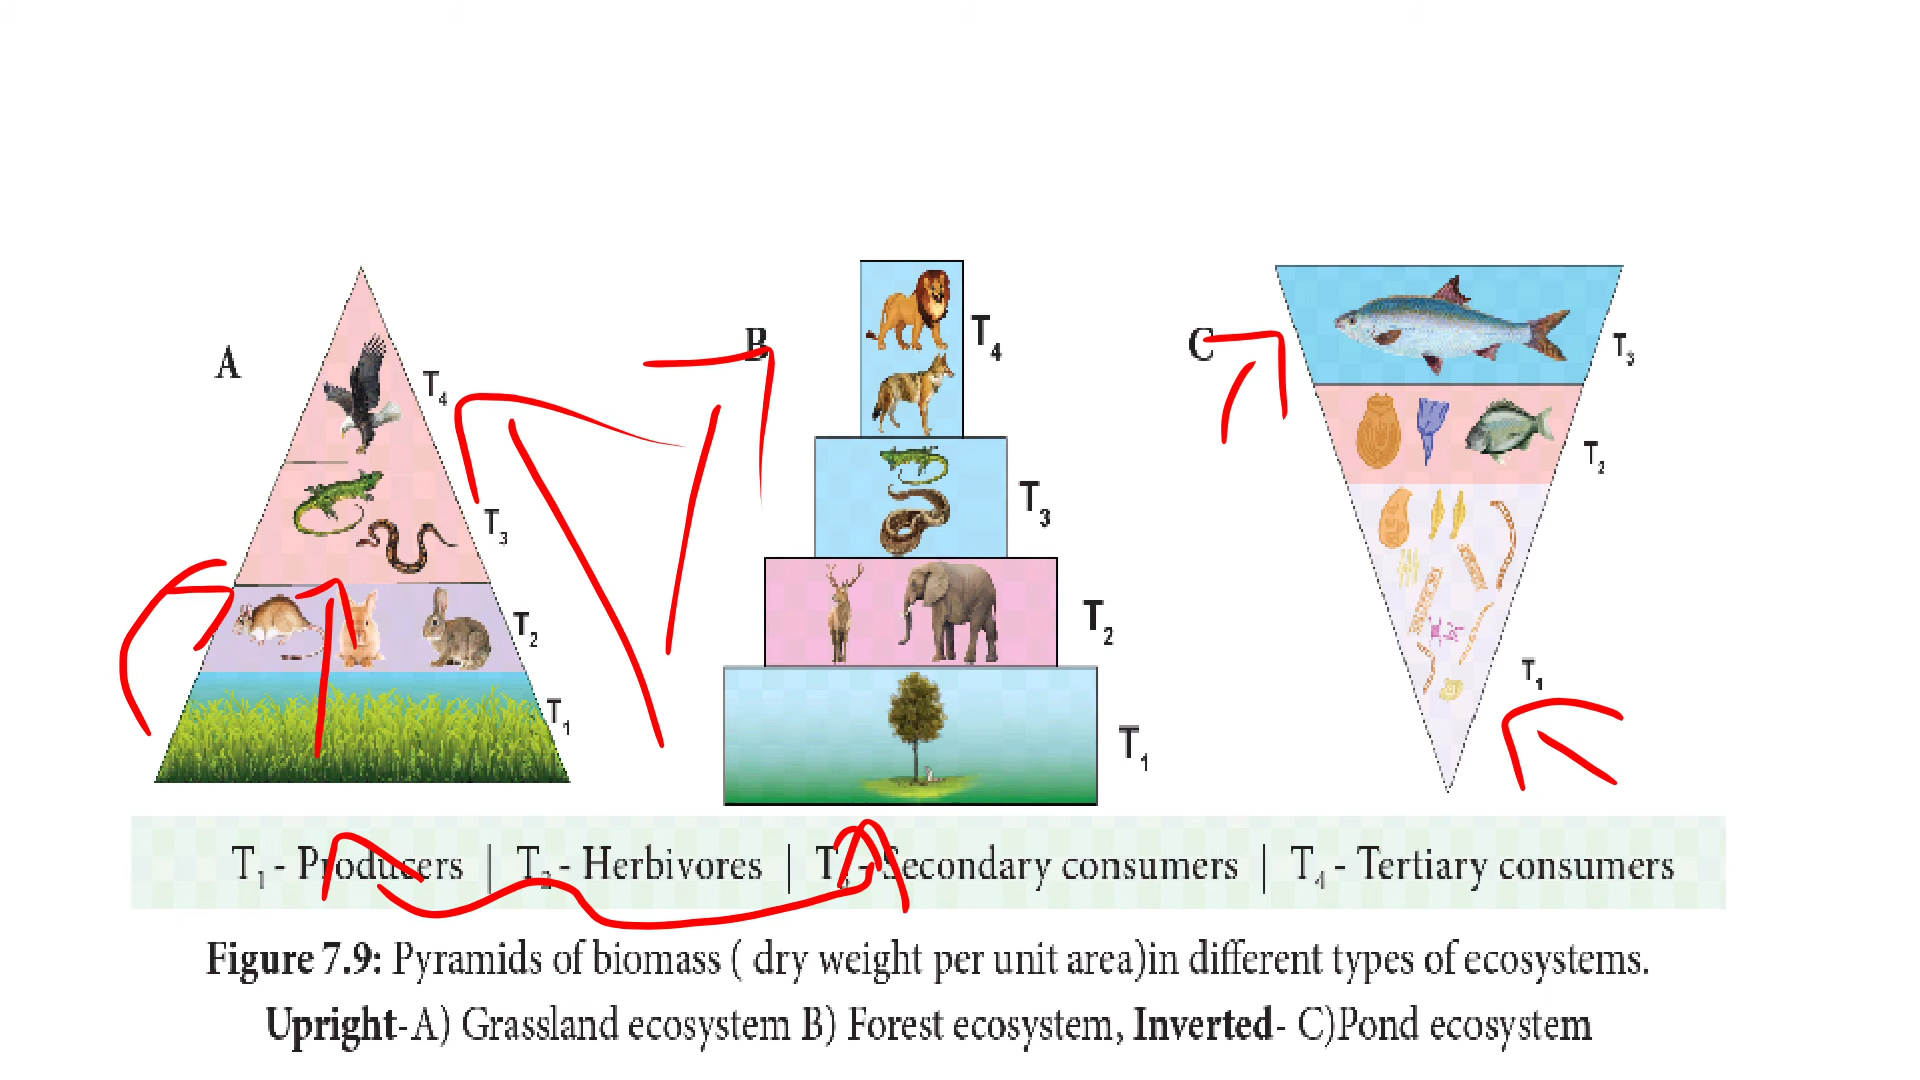 A
T4
T3
T2
T1
B
T4
T3
T2
T1
C
T3
T2
T1
T1 - Producers | T2 - Herbivores | T3 - Secondary consumers | T4 - Tertiary consumers
Figure 7.9: Pyramids of biomass ( dry weight per unit area)in different types of ecosystems.
Upright-A) Grassland ecosystem B) Forest ecosystem, Inverted- C)Pond ecosystem